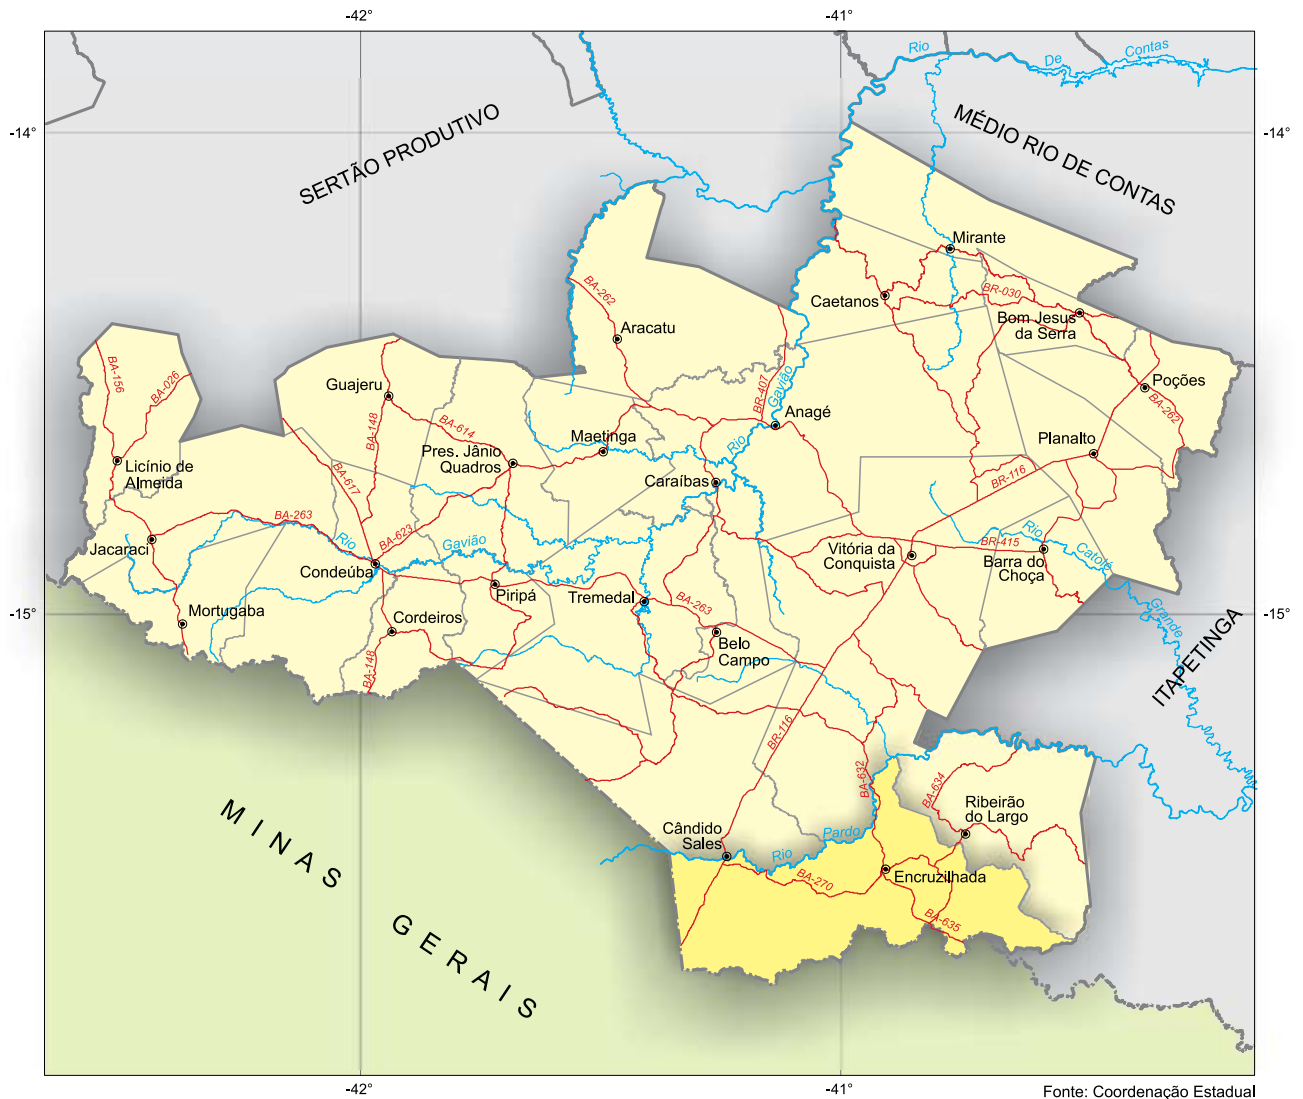 -42°
-41°
Rio
De
Contas
-14°
-14°
SERTÃO PRODUTIVO
MÉDIO RIO DE CONTAS
Mirante
BA-262
BR-030
Caetanos
Bom Jesus
da Serra
Aracatu
BA-156
BA-026
Guajeru
BR-407
Gavião
Poções
BA-262
BA-148
BA-614
Anagé
Maetinga
Rio
Planalto
Pres. Jânio
Quadros
Licínio de
Almeida
BA-617
Caraíbas
BR-116
BA-263
Rio
BA-623
Gavião
Jacaraci
Vitória da
Conquista
BR-415
Rio
Catolé
Barra do
Choça
Condeúba
Piripá
Tremedal
BA-263
Grande
Mortugaba
Cordeiros
Belo
Campo
-15°
-15°
ITAPETINGA
BA-148
BR-116
BA-632
BA-634
Ribeirão
do Largo
Cândido
Sales
Pardo
Rio
MINAS GERAIS
BA-270
Encruzilhada
BA-635
-42°
-41°
Fonte: Coordenação Estadual